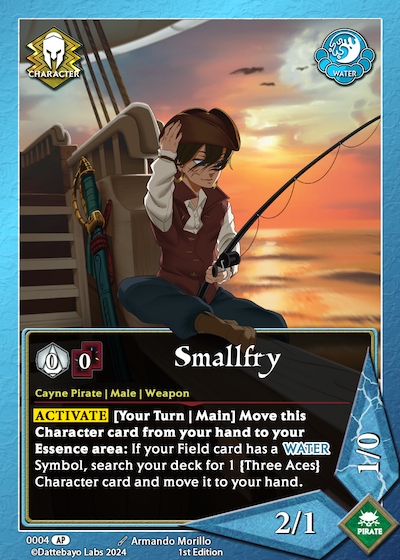 CHARACTER
WATER
0
0
Smallfry
Cayne Pirate | Male | Weapon
ACTIVATE [Your Turn | Main] Move this
Character card from your hand to your
Essence area: If your Field card has a WATER
Symbol, search your deck for 1 {Three Aces}
Character card and move it to your hand.
1/0
2/1
PIRATE
0004 AP Armando Morillo
©Dattebayo Labs 2024 1st Edition